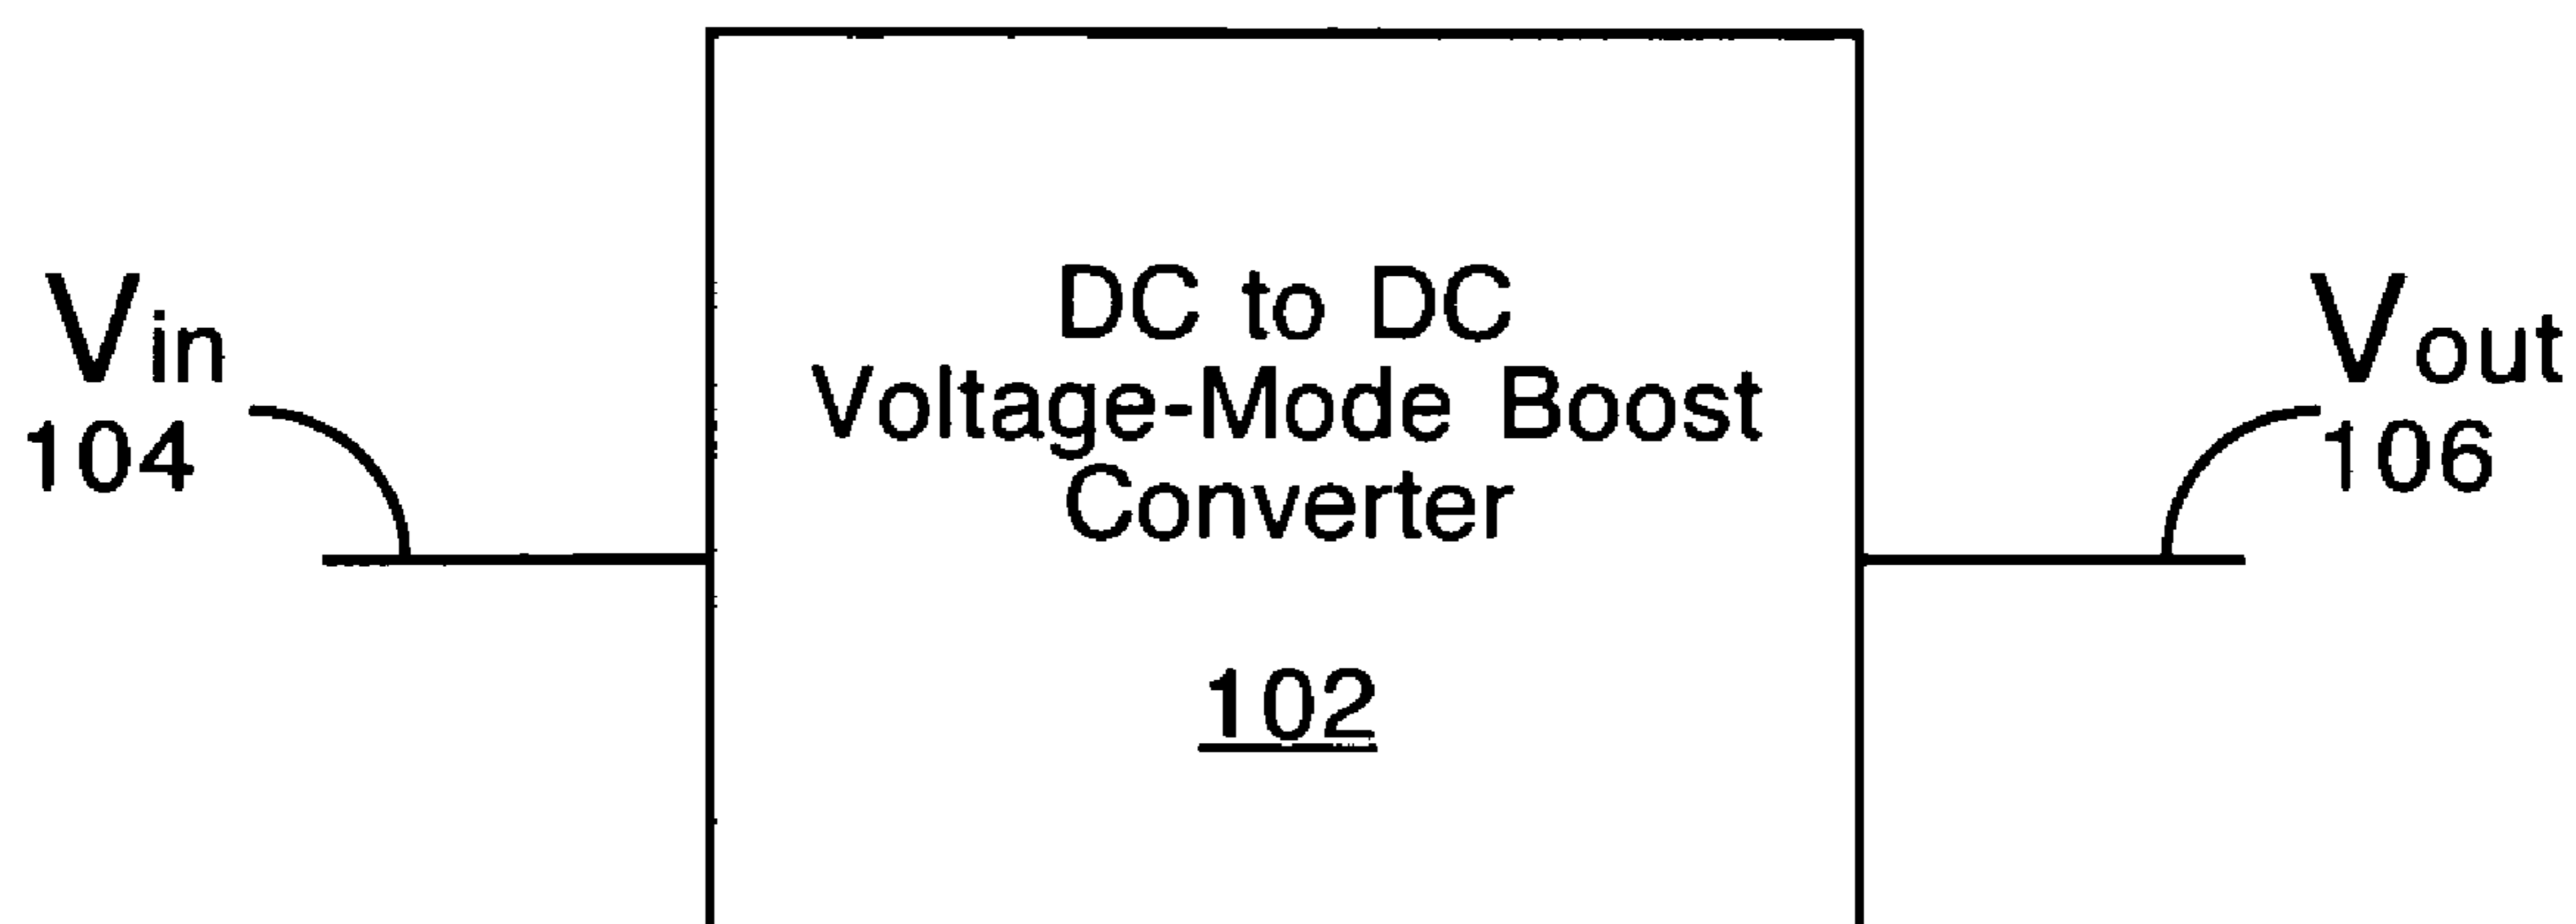 Vin
104
DC to DC
Voltage-Mode Boost
Converter
102
Vout
106